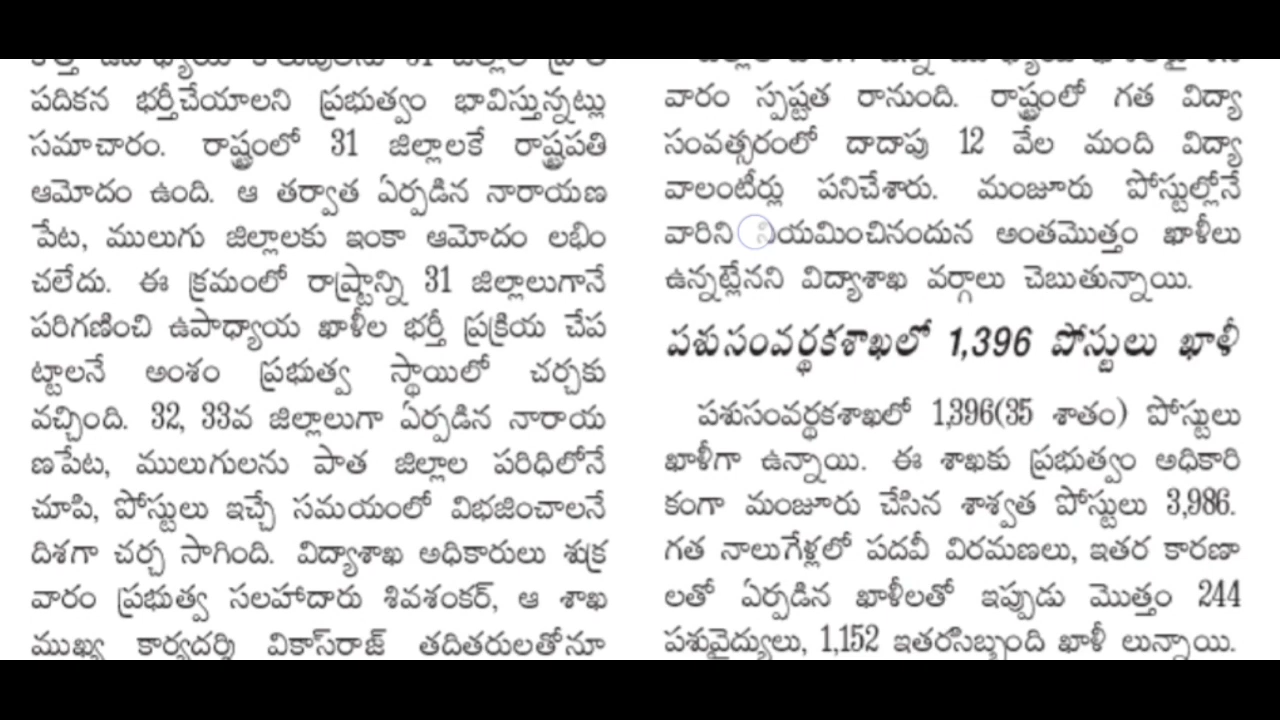 పదికన భర్తీచేయాలని ప్రభుత్వం భావిస్తున్నట్లు
సమాచారం. రాష్ట్రంలో 31 జిల్లాలకే రాష్ట్రపతి
ఆమోదం ఉంది. ఆ తర్వాత ఏర్పడిన నారాయణ
పేట, ములుగు జిల్లాలకు ఇంకా ఆమోదం లభిం
చలేదు. ఈ క్రమంలో రాష్ట్రాన్ని 31 జిల్లాలుగానే
పరిగణించి ఉపాధ్యాయ ఖాళీల భర్తీ ప్రక్రియ చేప
ట్టాలనే అంశం ప్రభుత్వ స్థాయిలో చర్చకు
వచ్చింది. 32, 33వ జిల్లాలుగా ఏర్పడిన నారాయ
ణపేట, ములుగులను పాత జిల్లాల పరిధిలోనే
చూపి, పోస్టులు ఇచ్చే సమయంలో విభజించాలనే
దిశగా చర్చ సాగింది. విద్యాశాఖ అధికారులు శుక్ర
వారం ప్రభుత్వ సలహాదారు శివశంకర్, ఆ శాఖ
ముఖ్య కార్యదర్శి వికాస్‌రాజ్ తదితరులతోనూ
వారం స్పష్టత రానుంది. రాష్ట్రంలో గత విద్యా
సంవత్సరంలో దాదాపు 12 వేల మంది విద్యా
వాలంటీర్లు పనిచేశారు. మంజూరు పోస్టుల్లోనే
వారిని నియమించినందున అంతమొత్తం ఖాళీలు
ఉన్నట్లేనని విద్యాశాఖ వర్గాలు చెబుతున్నాయి.
పశుసంవర్థకశాఖలో 1,396 పోస్టులు ఖాళీ
పశుసంవర్థకశాఖలో 1,396(35 శాతం) పోస్టులు
ఖాళీగా ఉన్నాయి. ఈ శాఖకు ప్రభుత్వం అధికారి
కంగా మంజూరు చేసిన శాశ్వత పోస్టులు 3,986.
గత నాలుగేళ్లలో పదవీ విరమణలు, ఇతర కారణా
లతో ఏర్పడిన ఖాళీలతో ఇప్పుడు మొత్తం 244
పశువైద్యులు, 1,152 ఇతరసిబ్బంది ఖాళీ లున్నాయి.